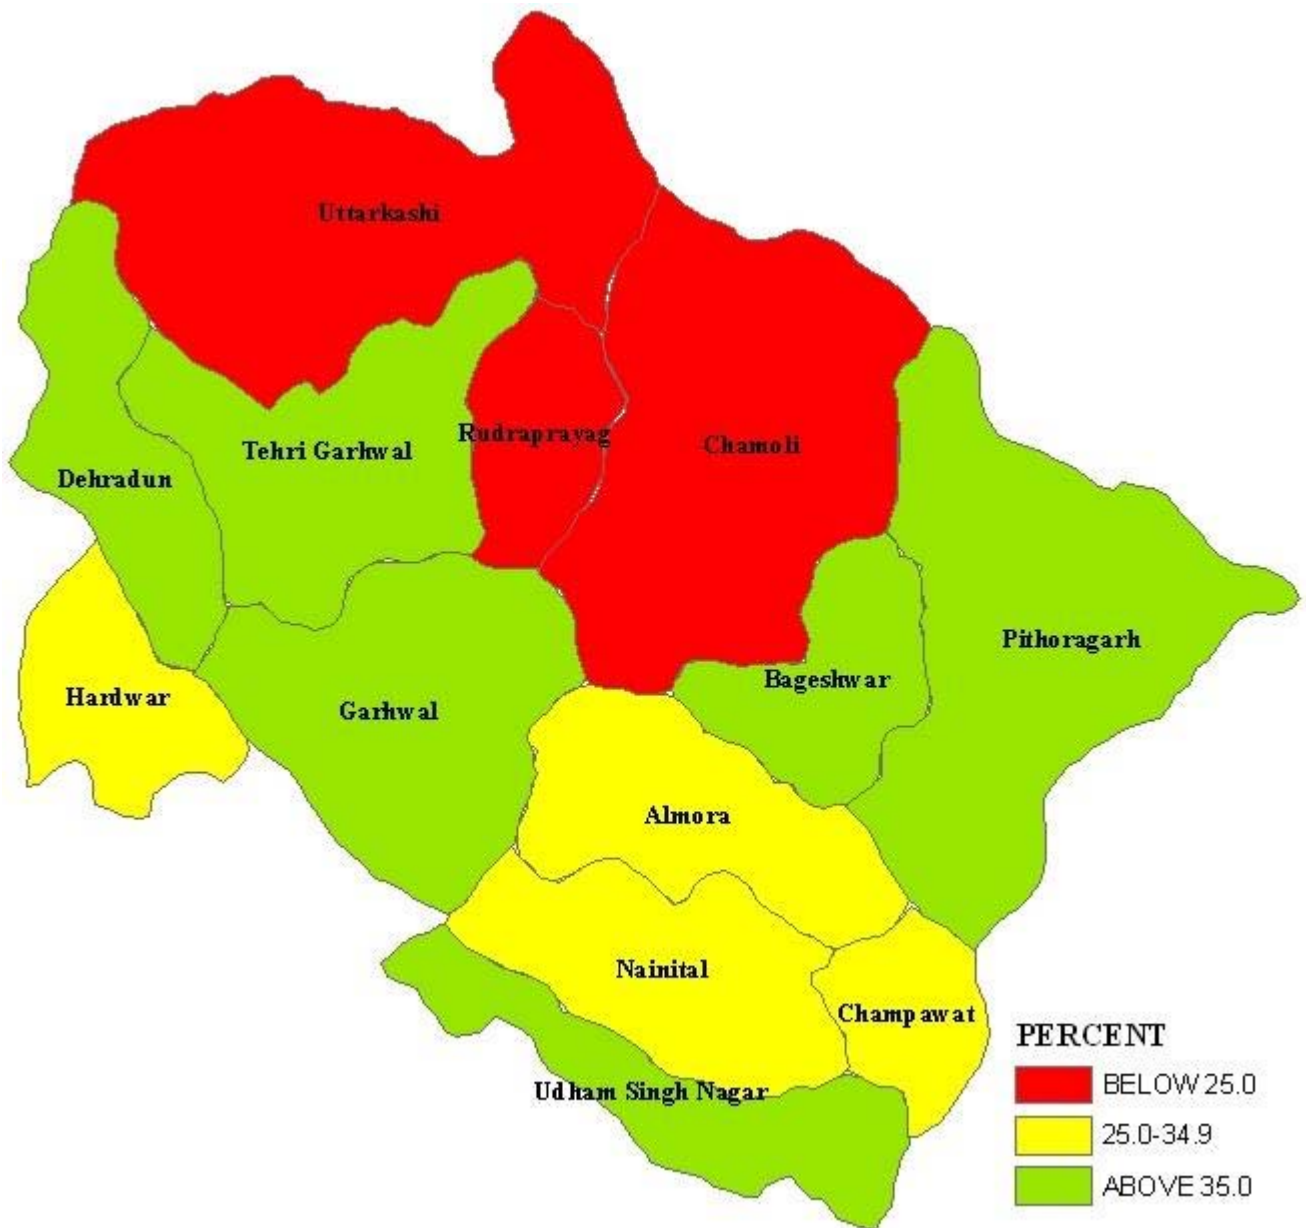 Uttarkashi
Rudraprayag
Chamoli
Tehri Garhwal
Dehradun
Pithoragarh
Bageshwar
Hardwar
Garhwal
Almora
Nainital
Champawat
Udham Singh Nagar
PERCENT
BELOW 25.0
25.0-34.9
ABOVE 35.0